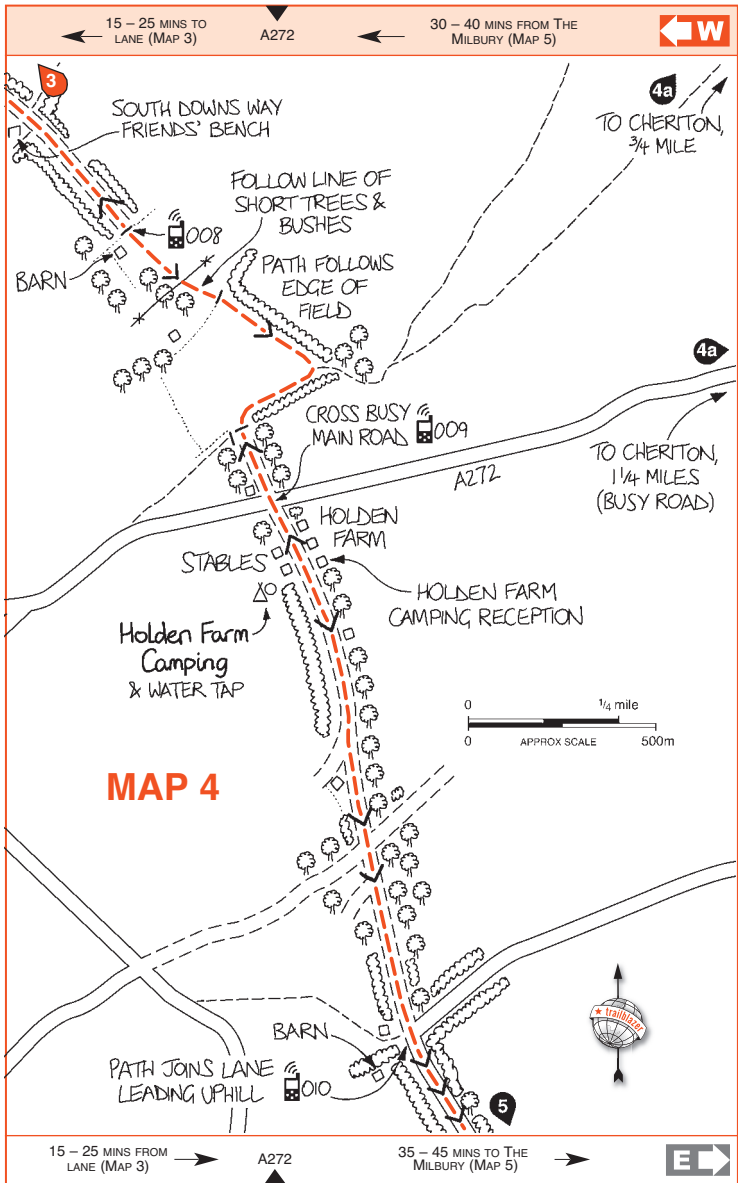 15 – 25 MINS TO
LANE (MAP 3)
A272
30 – 40 MINS FROM THE
MILBURY (MAP 5)
W
3
SOUTH DOWNS WAY
FRIENDS' BENCH
4a
TO CHERITON,
3/4 MILE
FOLLOW LINE OF
SHORT TREES &
BUSHES
008
BARN
PATH FOLLOWS
EDGE OF
FIELD
4a
CROSS BUSY
MAIN ROAD
009
TO CHERITON,
1 1/4 MILES
(BUSY ROAD)
A272
HOLDEN
FARM
STABLES
HOLDEN FARM
CAMPING RECEPTION
Holden Farm
Camping
& WATER TAP
0
1/4 mile
0
APPROX SCALE
500m
MAP 4
trailblazer
BARN
PATH JOINS LANE
LEADING UPHILL
010
5
15 – 25 MINS FROM
LANE (MAP 3)
A272
35 – 45 MINS TO THE
MILBURY (MAP 5)
E